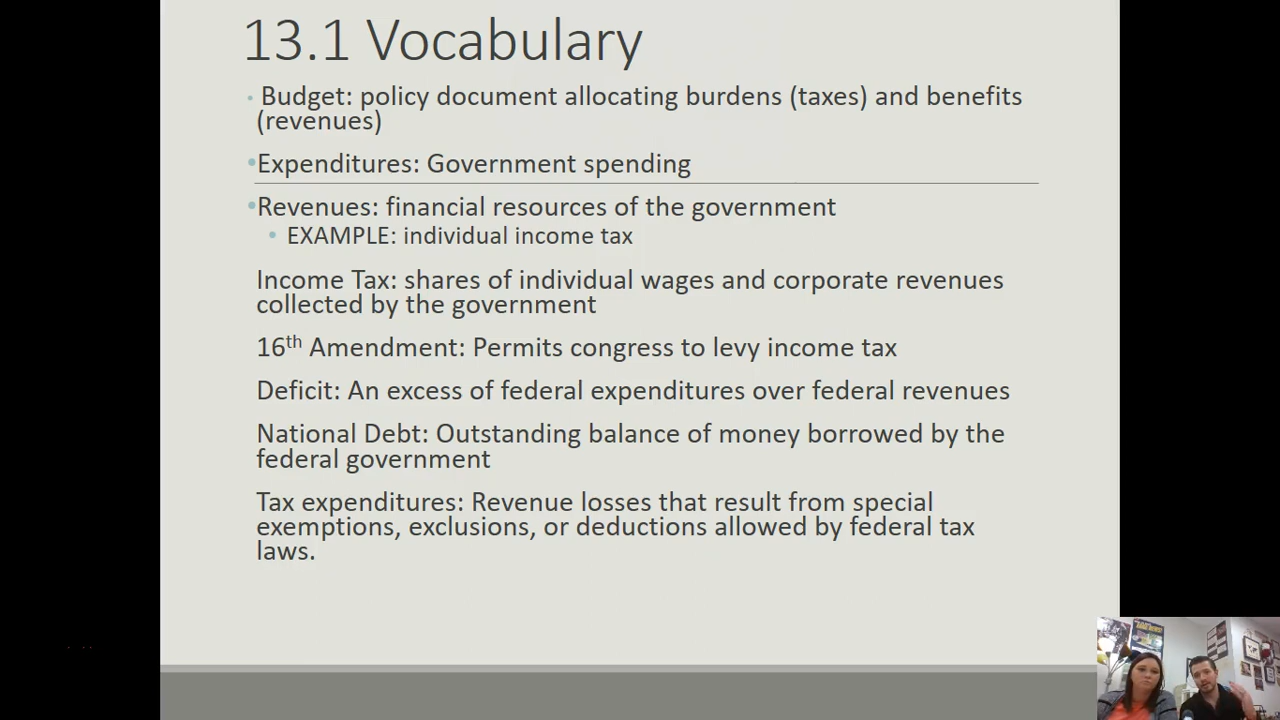 13.1 Vocabulary
• Budget: policy document allocating burdens (taxes) and benefits
(revenues)
•Expenditures: Government spending
•Revenues: financial resources of the government
• EXAMPLE: individual income tax
Income Tax: shares of individual wages and corporate revenues
collected by the government
16th Amendment: Permits congress to levy income tax
Deficit: An excess of federal expenditures over federal revenues
National Debt: Outstanding balance of money borrowed by the
federal government
Tax expenditures: Revenue losses that result from special
exemptions, exclusions, or deductions allowed by federal tax
laws.